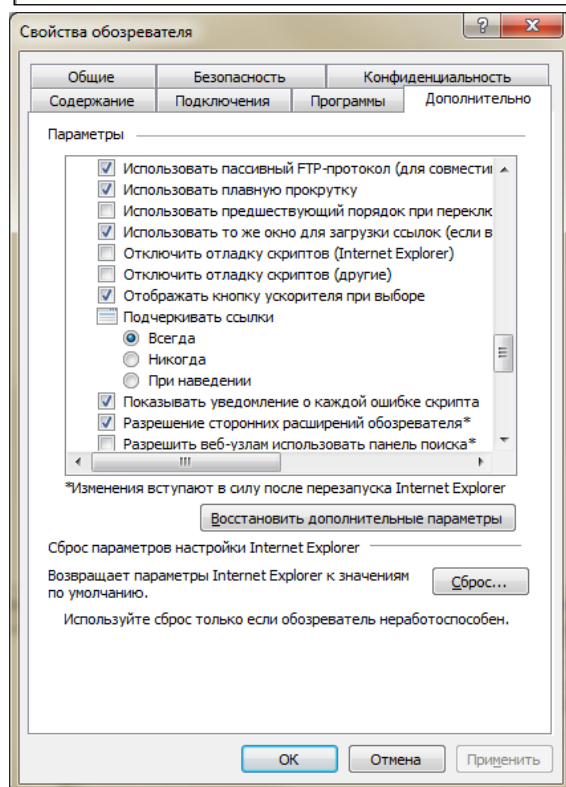 Свойства обозревателя
Общие Безопасность Конфиденциальность
Содержание Подключения Программы Дополнительно
Параметры
Использовать пассивный FTP-протокол (для совмести
Использовать плавную прокрутку
Использовать предшествующий порядок при переклю
Использовать то же окно для загрузки ссылок (если в
Отключить отладку скриптов (Internet Explorer)
Отключить отладку скриптов (другие)
Отображать кнопку ускорителя при выборе
Подчеркивать ссылки
Всегда
Никогда
При наведении
Показывать уведомление о каждой ошибке скрипта
Разрешение сторонних расширений обозревателя*
Разрешить веб-узлам использовать панель поиска*
*Изменения вступают в силу после перезапуска Internet Explorer
Восстановить дополнительные параметры
Сброс параметров настройки Internet Explorer
Возвращает параметры Internet Explorer к значениям
по умолчанию.
Сброс...
Используйте сброс только если обозреватель неработоспособен.
ОК Отмена Применить